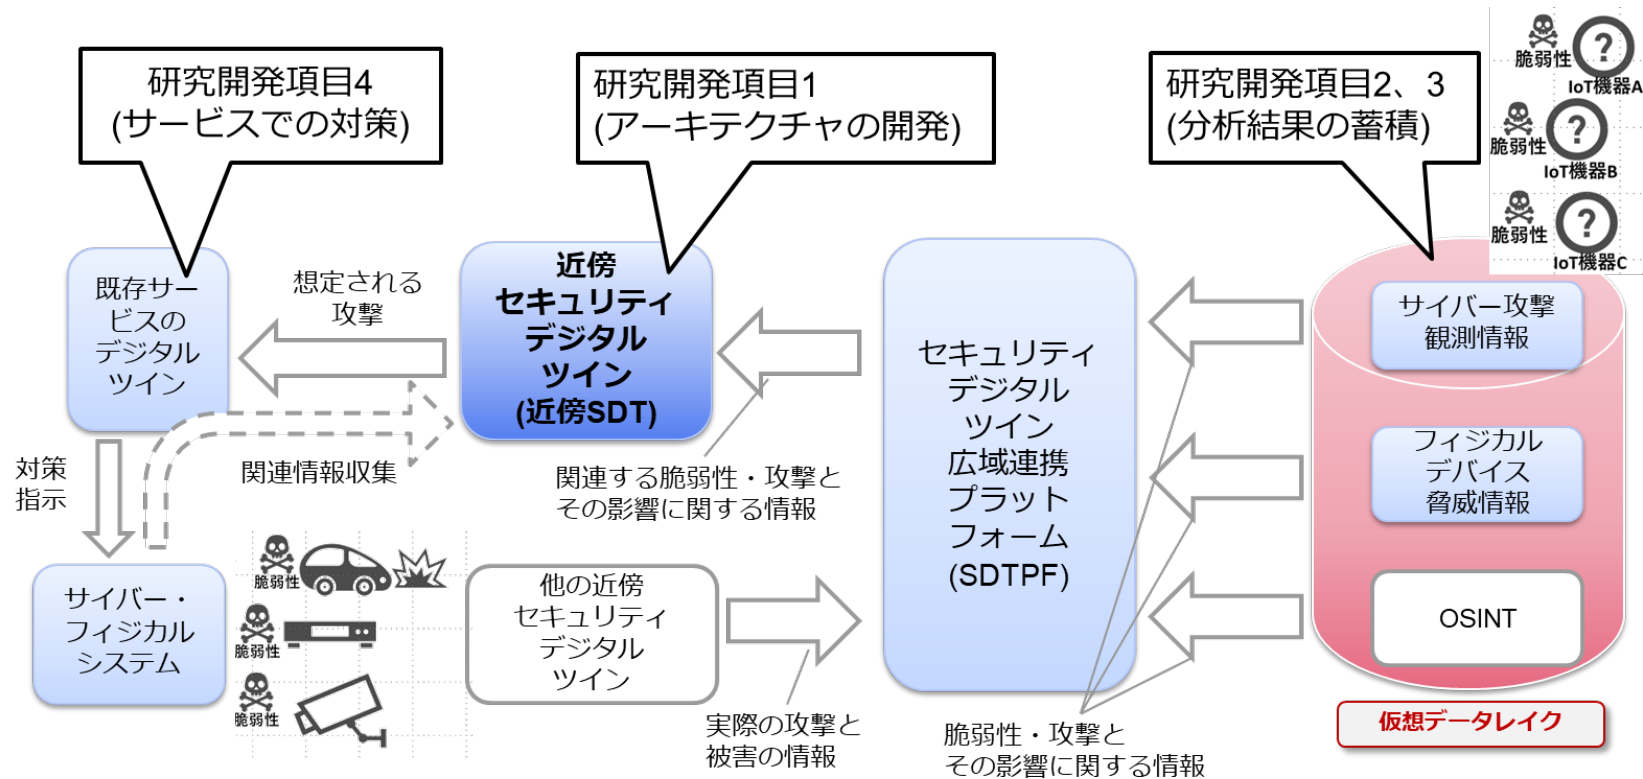 研究開発項目4
(サービスでの対策)
研究開発項目1
(アーキテクチャの開発)
研究開発項目2、3
(分析結果の蓄積)
脆弱性
?
IoT機器A
脆弱性
?
IoT機器B
脆弱性
?
IoT機器C
既存サー
ビスの
デジタル
ツイン
想定される
攻撃
近傍
セキュリティ
デジタル
ツイン
(近傍SDT)
セキュリティ
デジタル
ツイン
広域連携
プラット
フォーム
(SDTPF)
サイバー攻撃
観測情報
フィジカル
デバイス
脅威情報
OSINT
仮想データレイク
対策
指示
関連情報収集
関連する脆弱性・攻撃と
その影響に関する情報
サイバー・
フィジカル
システム
脆弱性
脆弱性
脆弱性
他の近傍
セキュリティ
デジタル
ツイン
実際の攻撃と
被害の情報
脆弱性・攻撃と
その影響に関する情報